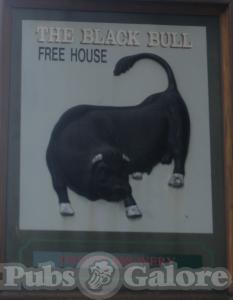 THE BLACK BULL
FREE HOUSE
Pubs Galore